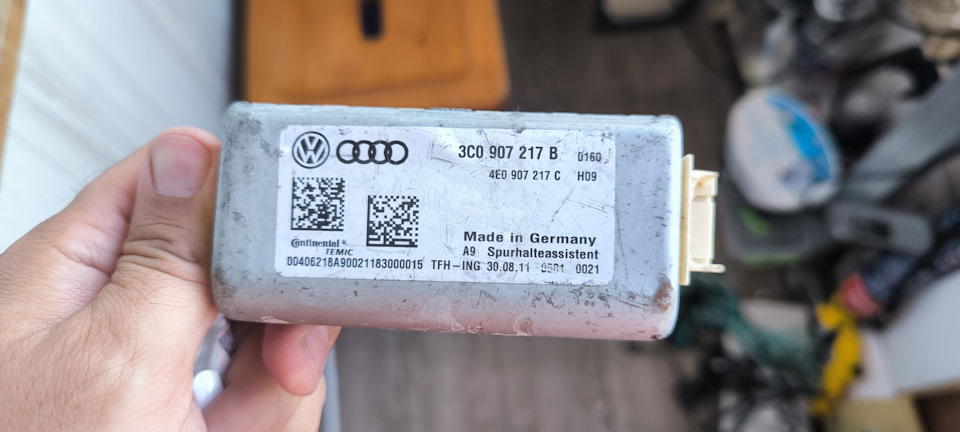 3C0 907 217 B 0160
4E0 907 217 C H09
Continental
TEMIC
Made in Germany
A9 Spurhalteassistent
00406218A90021183000015 TFH-ING 30.08.11 0501 0021